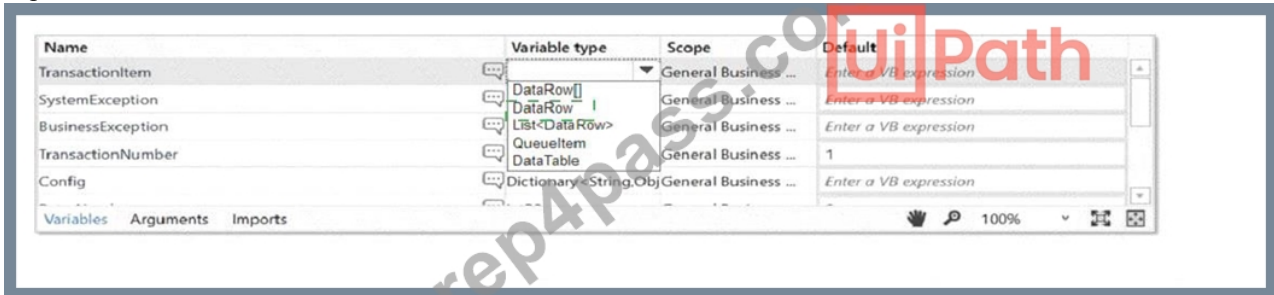 Name Variable type Scope Default
TransactionItem General Business ... Enter a VB expression
DataRow[]
SystemException General Business ... Enter a VB expression
DataRow
BusinessException List<DataRow> General Business ... Enter a VB expression
QueueItem
TransactionNumber General Business ... 1
DataTable
Config Dictionary<String,Obj General Business ... Enter a VB expression
Variables Arguments Imports 100%
UiPath
rep4pass.co